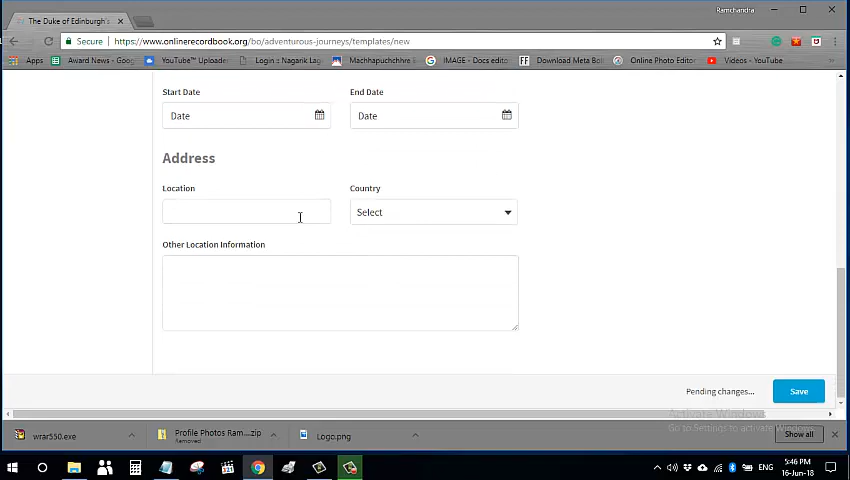 Ramchandra
The Duke of Edinburgh's
Secure
https://www.onlinerecordbook.org/bo/adventurous-journeys/templates/new
Apps
Award News - Goog
YouTube™ Uploade
Login :: Nagarik Lag
Machhapuchchhre B
IMAGE - Docs edito
FF
Download Meta Bol
Online Photo Editor
Videos - YouTube
Start Date
End Date
Date
Date
Address
Location
Country
Select
Other Location Information
Pending changes...
Save
Activate Windows
Go to Settings to activate Windows.
wrar550.exe
Profile Photos Ram....zip
Removed
Logo.png
Show all
ENG
5:46 PM
16-Jun-18